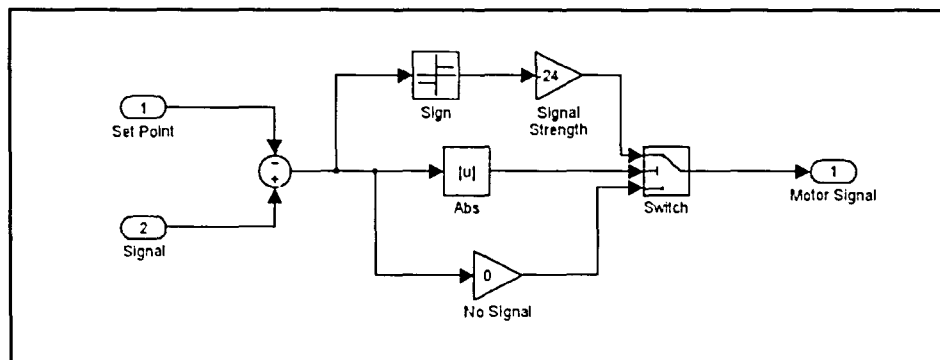 1
Set Point
2
Signal
-
+
Sign
-24
Signal
Strength
|u|
Abs
0
No Signal
Switch
1
Motor Signal